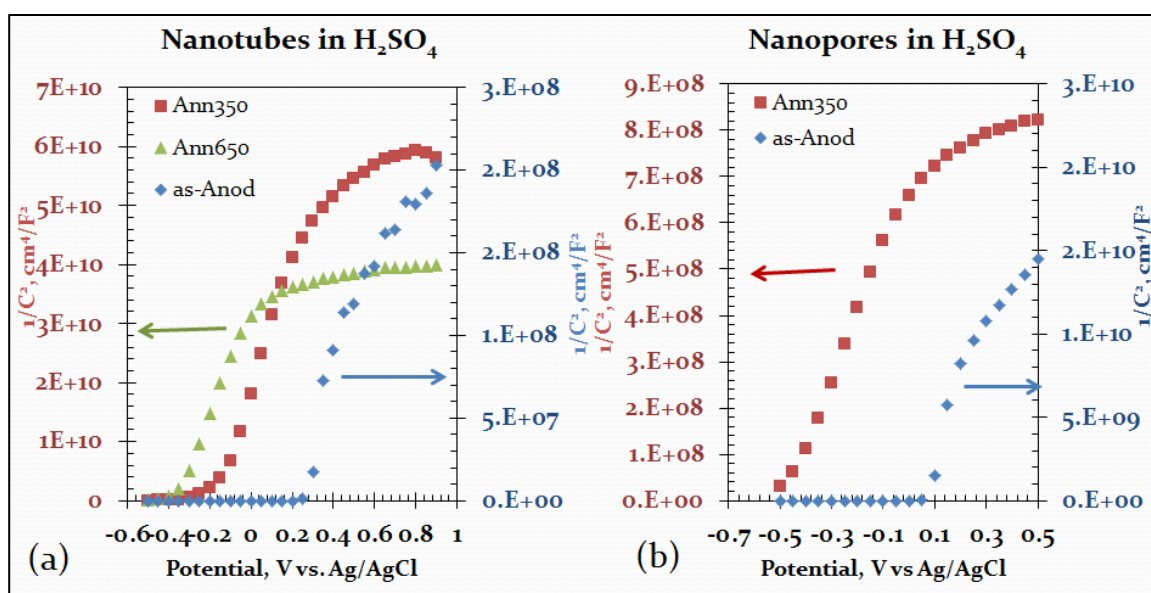 Nanotubes in H₂SO₄
7E+10
6E+10
5E+10
4E+10
3E+10
2E+10
1E+10
0
1/C², cm⁴/F²
Ann350
Ann650
as-Anod
3.E+08
2.E+08
2.E+08
1.E+08
5.E+07
0.E+00
1/C², cm⁴/F²
-0.6 -0.4 -0.2 0 0.2 0.4 0.6 0.8 1
(a)
Potential, V vs. Ag/AgCl
Nanopores in H₂SO₄
9.E+08
8.E+08
7.E+08
6.E+08
5.E+08
4.E+08
3.E+08
2.E+08
1.E+08
0.E+00
1/C², cm⁴/F²
Ann350
as-Anod
3.E+10
2.E+10
2.E+10
1.E+10
5.E+09
0.E+00
1/C², cm⁴/F²
-0.7 -0.5 -0.3 -0.1 0.1 0.3 0.5
(b)
Potential, V vs Ag/AgCl